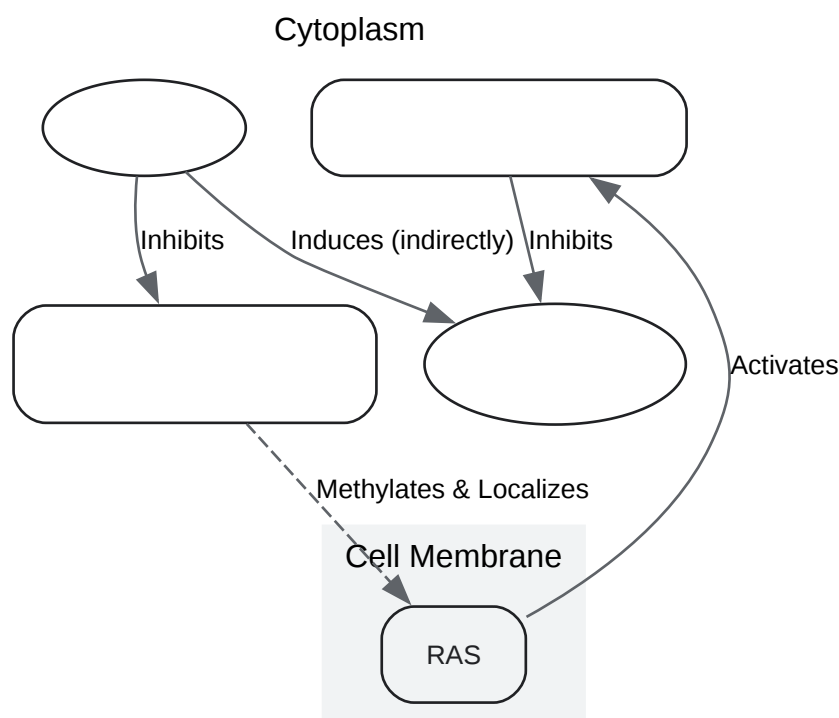 Cytoplasm
Inhibits
Induces (indirectly)
Inhibits
Activates
Methylates & Localizes
Cell Membrane
RAS